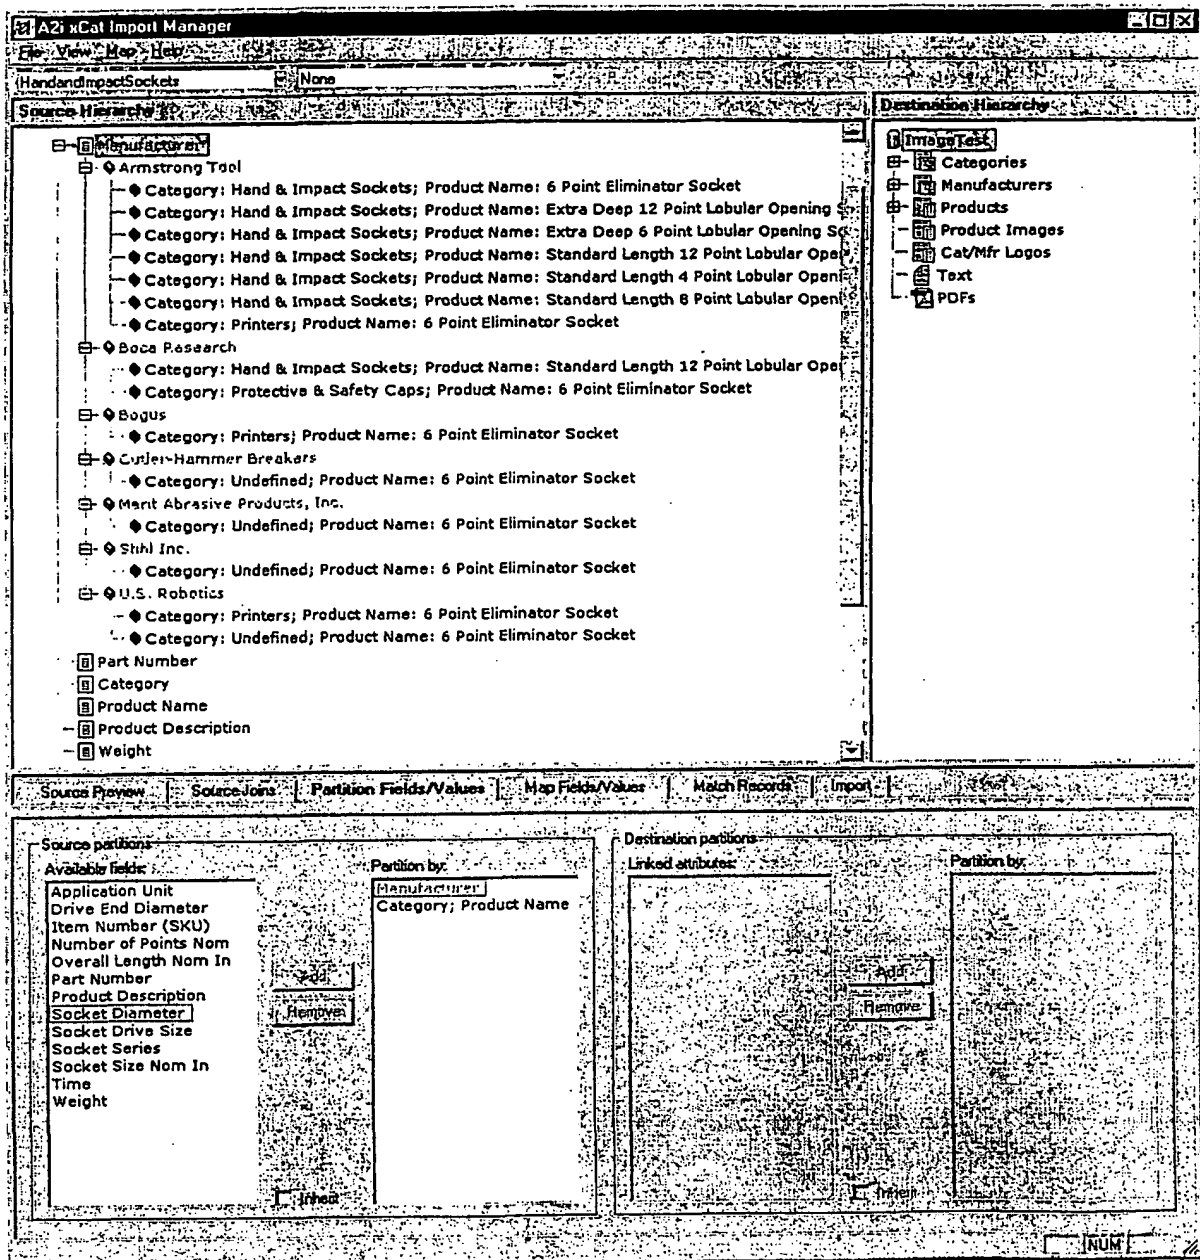 A2i xCat Import Manager
File View Map Help
HandandImpactSockets None
Source Hierarchy
Manufacturer
Armstrong Tool
Category: Hand & Impact Sockets; Product Name: 6 Point Eliminator Socket
Category: Hand & Impact Sockets; Product Name: Extra Deep 12 Point Lobular Opening S
Category: Hand & Impact Sockets; Product Name: Extra Deep 6 Point Lobular Opening So
Category: Hand & Impact Sockets; Product Name: Standard Length 12 Point Lobular Oper
Category: Hand & Impact Sockets; Product Name: Standard Length 4 Point Lobular Openi
Category: Hand & Impact Sockets; Product Name: Standard Length 8 Point Lobular Openi
Category: Printers; Product Name: 6 Point Eliminator Socket
Boca Research
Category: Hand & Impact Sockets; Product Name: Standard Length 12 Point Lobular Oper
Category: Protective & Safety Caps; Product Name: 6 Point Eliminator Socket
Bogus
Category: Printers; Product Name: 6 Point Eliminator Socket
Cutler-Hammer Breakers
Category: Undefined; Product Name: 6 Point Eliminator Socket
Merit Abrasive Products, Inc.
Category: Undefined; Product Name: 6 Point Eliminator Socket
Stihl Inc.
Category: Undefined; Product Name: 6 Point Eliminator Socket
U.S. Robotics
Category: Printers; Product Name: 6 Point Eliminator Socket
Category: Undefined; Product Name: 6 Point Eliminator Socket
Part Number
Category
Product Name
Product Description
Weight
Destination Hierarchy
ImageTest
Categories
Manufacturers
Products
Product Images
Cat/Mfr Logos
Text
PDFs
Source Preview Source Joins Partition Fields/Values Map Fields/Values Match Records Import
Source partitions
Available fields:
Application Unit
Drive End Diameter
Item Number (SKU)
Number of Points Nom
Overall Length Nom In
Part Number
Product Description
Socket Diameter
Socket Drive Size
Socket Series
Socket Size Nom In
Time
Weight
Add
Remove
Inherit
Partition by:
Manufacturer
Category; Product Name
Destination partitions
Linked attributes:
Add
Remove
Inherit
Partition by:
NUM